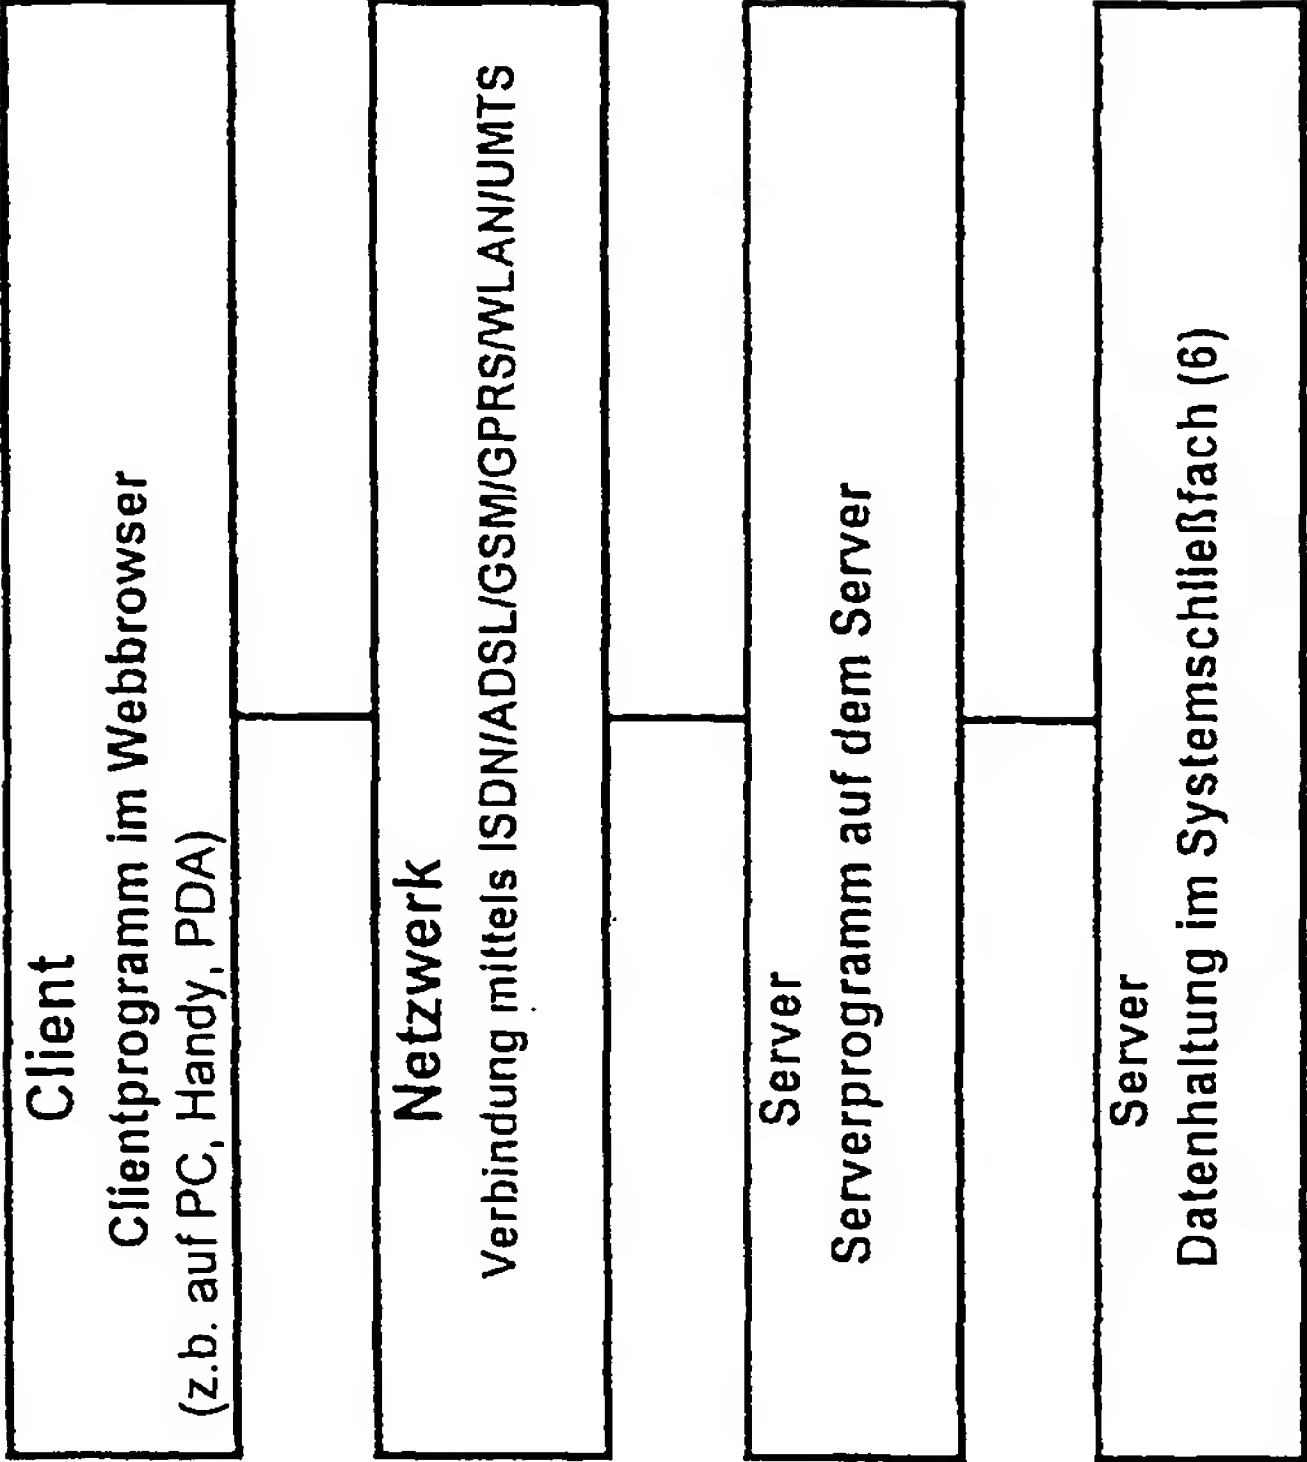 Client
Clientprogramm im Webbrowser
(z.b. auf PC, Handy, PDA)
Netzwerk
Verbindung mittels ISDN/ADSL/GSM/GPRS/WLAN/UMTS
Server
Serverprogramm auf dem Server
Server
Datenhaltung im Systemschließfach (6)